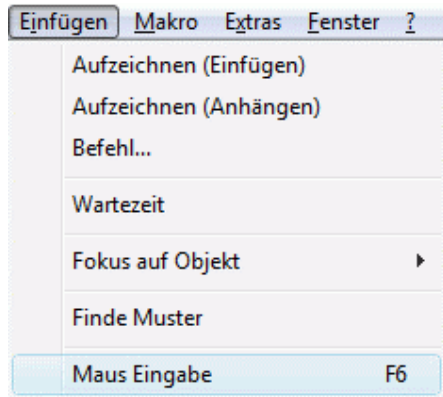 Einfügen Makro Extras Fenster ?
Aufzeichnen (Einfügen)
Aufzeichnen (Anhängen)
Befehl...
Wartezeit
Fokus auf Objekt
Finde Muster
Maus Eingabe F6